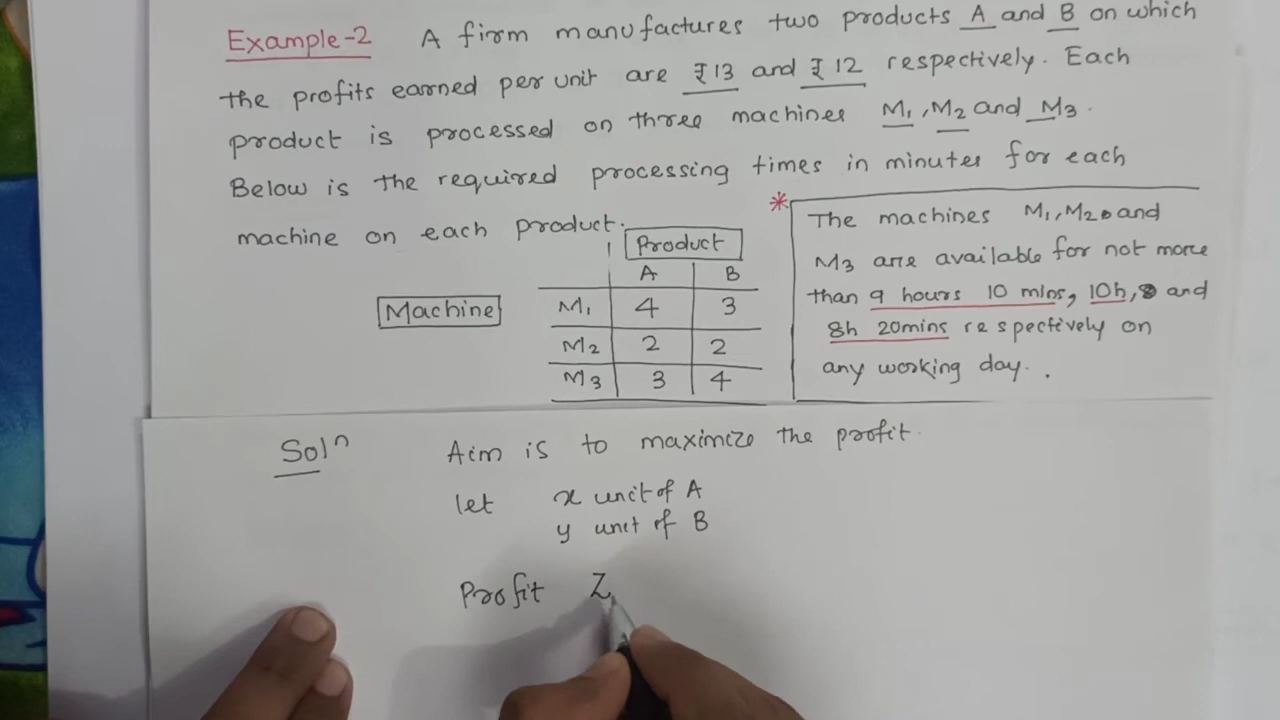 Example-2 A firm manufactures two products A and B on which
the profits earned per unit are ₹13 and ₹12 respectively. Each
product is processed on three machines M1, M2 and M3.
Below is the required processing times in minutes for each
machine on each product.
Product
A B
Machine
M1 4 3
M2 2 2
M3 3 4
* The machines M1, M2 and
M3 are available for not more
than 9 hours 10 mins, 10h, and
8h 20mins respectively on
any working day.
Solⁿ Aim is to maximize the profit.
let x unit of A
y unit of B
Profit Z